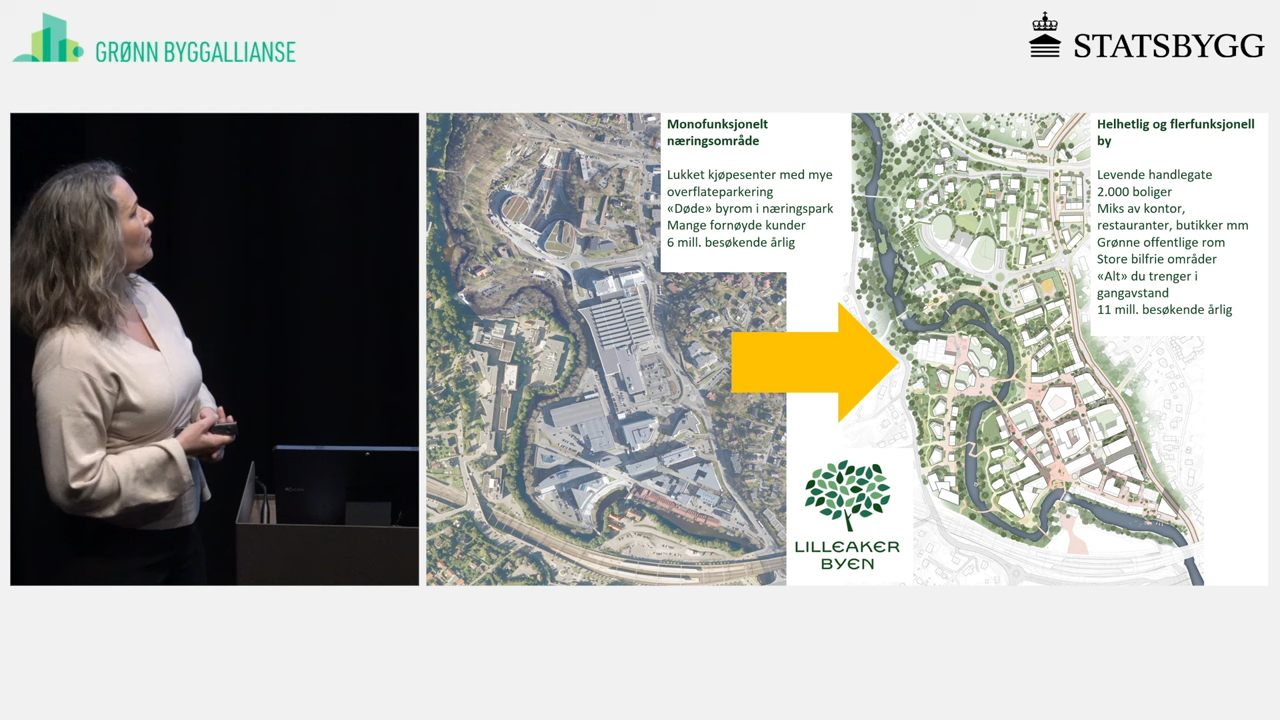 GRØNN BYGGALLIANSE
STATSBYGG
Monofunksjonelt
næringsområde
Lukket kjøpesenter med mye
overflateparkering
«Døde» byrom i næringspark
Mange fornøyde kunder
6 mill. besøkende årlig
Helhetlig og flerfunksjonell
by
Levende handlegate
2.000 boliger
Miks av kontor,
restauranter, butikker mm
Grønne offentlige rom
Store bilfrie områder
«Alt» du trenger i
gangavstand
11 mill. besøkende årlig
LILLEAKER
BYEN